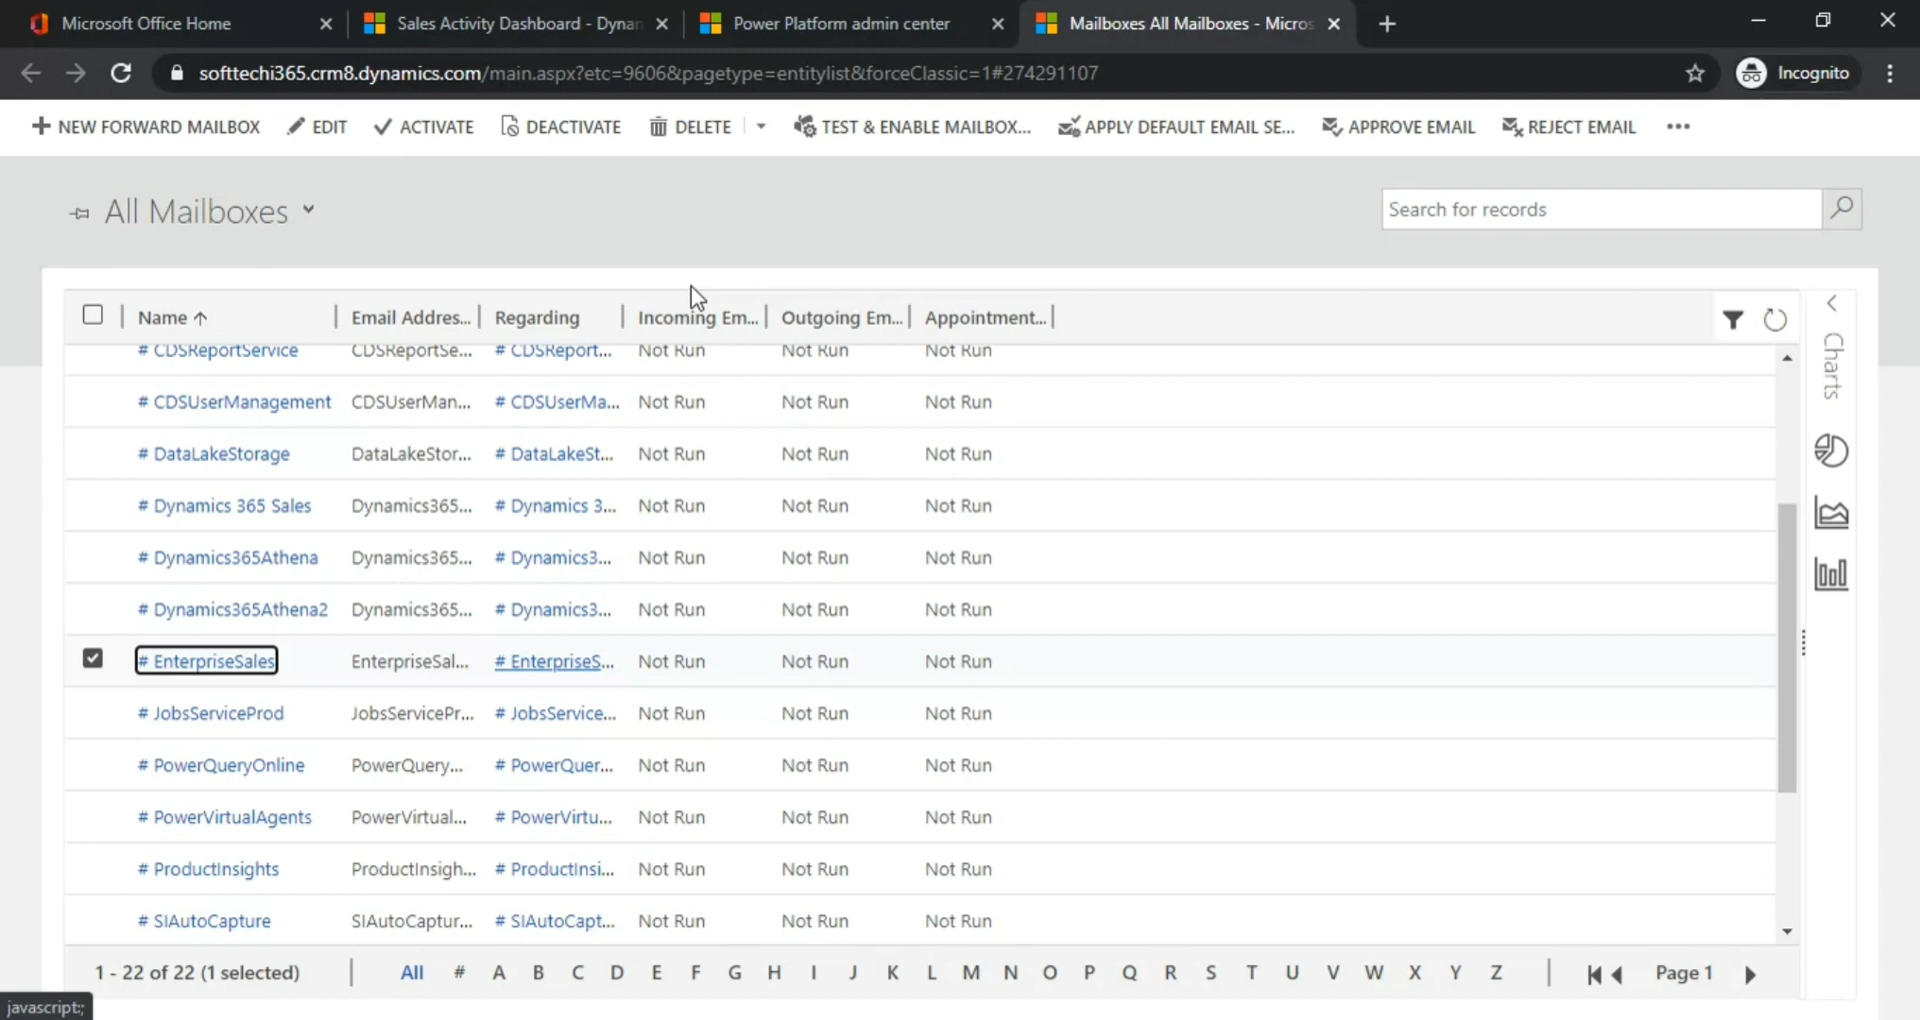 Microsoft Office Home
Sales Activity Dashboard - Dynan
Power Platform admin center
Mailboxes All Mailboxes - Micros
softtechi365.crm8.dynamics.com/main.aspx?etc=9606&pagetype=entitylist&forceClassic=1#274291107
Incognito
NEW FORWARD MAILBOX
EDIT
ACTIVATE
DEACTIVATE
DELETE
TEST & ENABLE MAILBOX...
APPLY DEFAULT EMAIL SE...
APPROVE EMAIL
REJECT EMAIL
All Mailboxes
Search for records
Name Email Addres... Regarding Incoming Em... Outgoing Em... Appointment...
# CDSReportService CDSReportSe... # CDSReport... Not Run Not Run Not Run
# CDSUserManagement CDSUserMan... # CDSUserMa... Not Run Not Run Not Run
# DataLakeStorage DataLakeStor... # DataLakeSt... Not Run Not Run Not Run
# Dynamics 365 Sales Dynamics365... # Dynamics 3... Not Run Not Run Not Run
# Dynamics365Athena Dynamics365... # Dynamics3... Not Run Not Run Not Run
# Dynamics365Athena2 Dynamics365... # Dynamics3... Not Run Not Run Not Run
# EnterpriseSales EnterpriseSal... # EnterpriseS... Not Run Not Run Not Run
# JobsServiceProd JobsServicePr... # JobsService... Not Run Not Run Not Run
# PowerQueryOnline PowerQuery... # PowerQuer... Not Run Not Run Not Run
# PowerVirtualAgents PowerVirtual... # PowerVirtu... Not Run Not Run Not Run
# ProductInsights ProductInsigh... # ProductInsi... Not Run Not Run Not Run
# SIAutoCapture SIAutoCaptur... # SIAutoCapt... Not Run Not Run Not Run
Charts
1 - 22 of 22 (1 selected)
All # A B C D E F G H I J K L M N O P Q R S T U V W X Y Z
Page 1
javascript:;